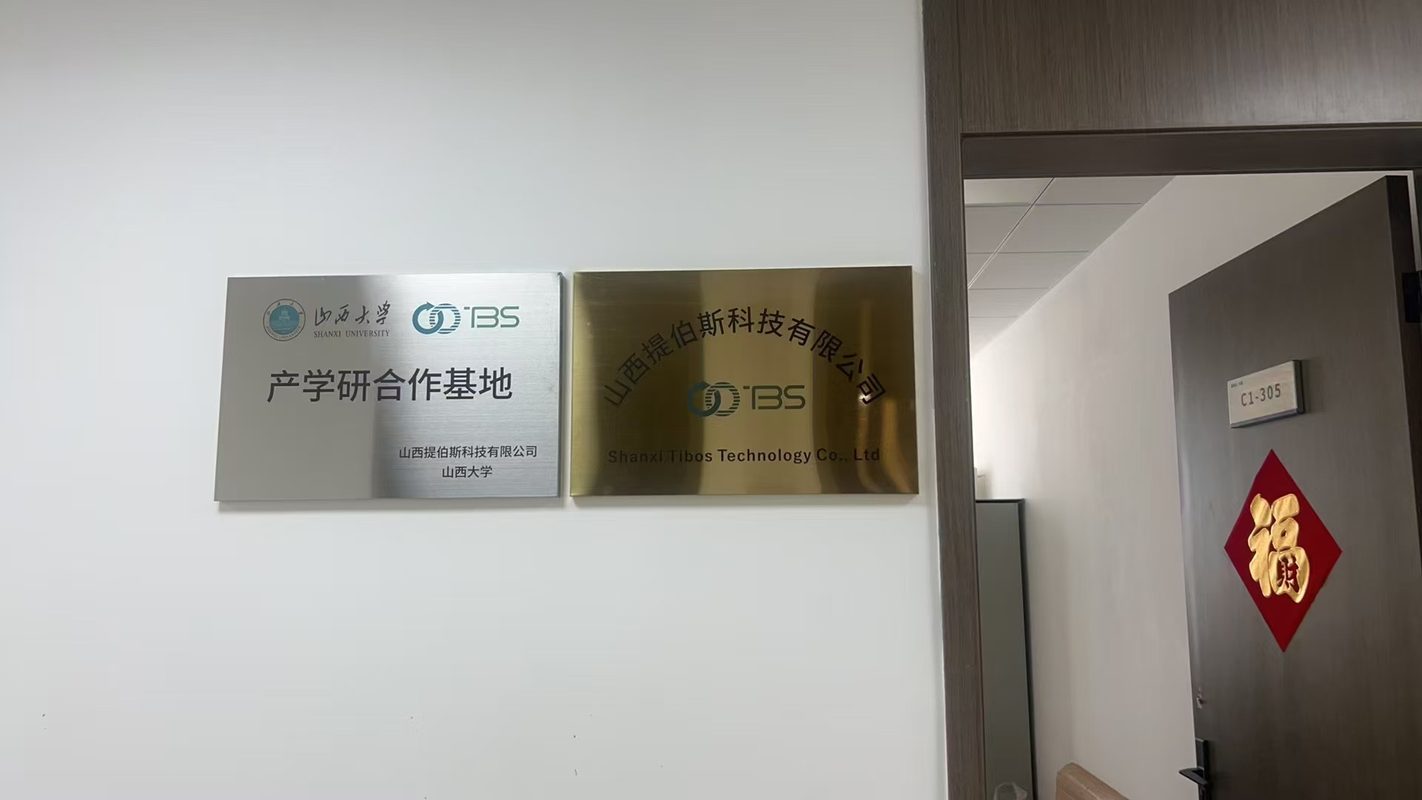 山西大学
SHANXI UNIVERSITY
TBS
产学研合作基地
山西提伯斯科技有限公司
山西大学
山西提伯斯科技有限公司
TBS
Shanxi Tibos Technology Co., Ltd
C1-305
福
财